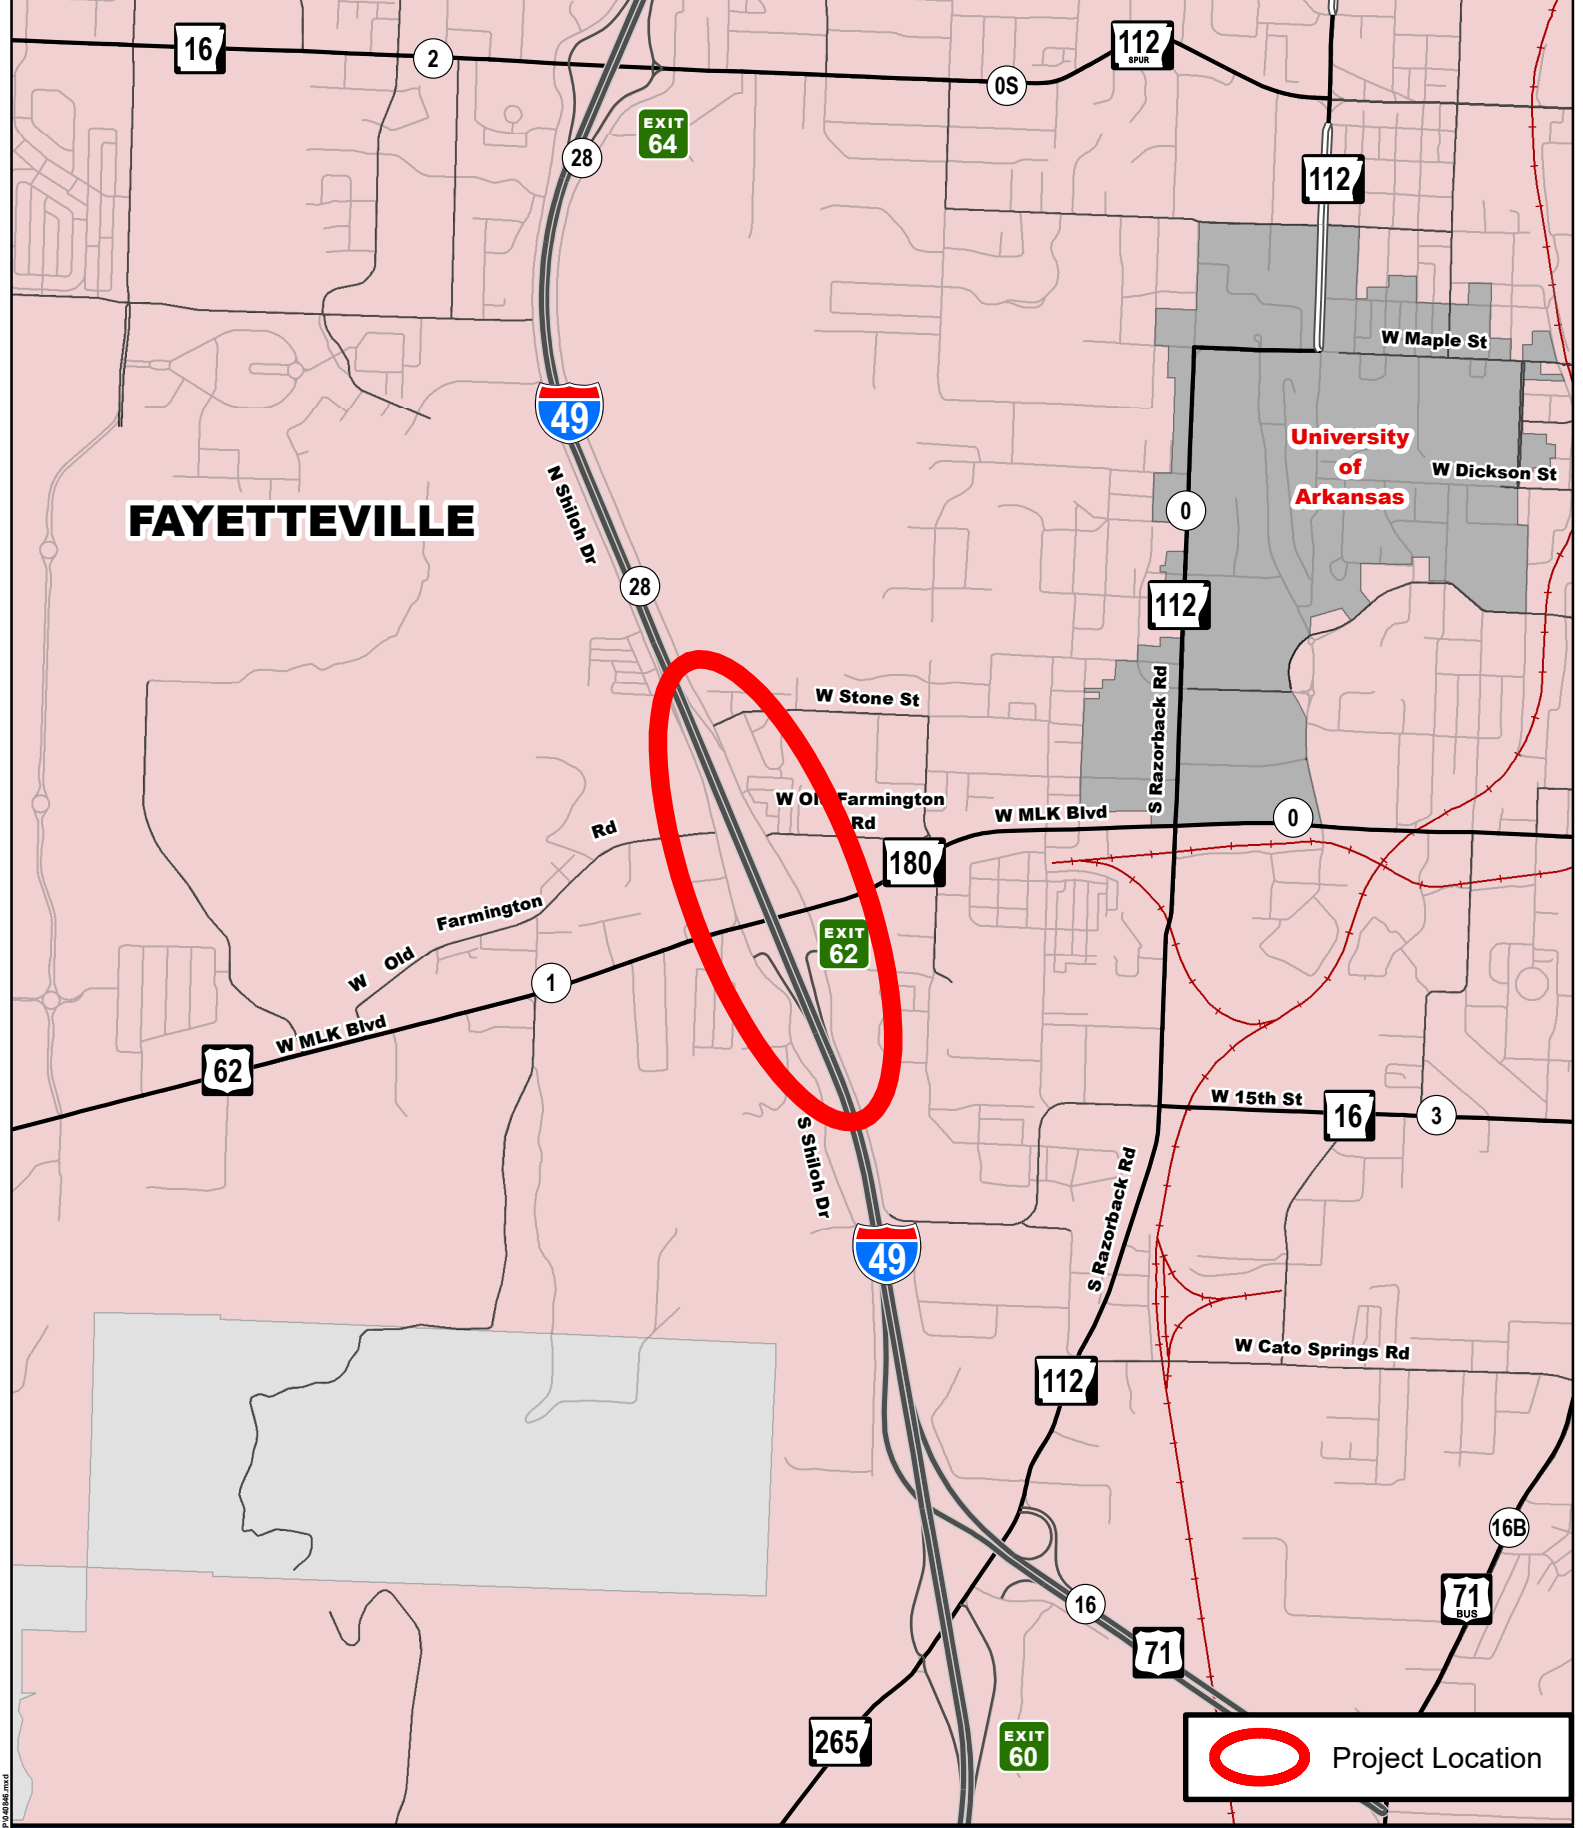 16
2
112
SPUR
0S
EXIT
64
28
112
W Maple St
49
University
of
Arkansas
W Dickson St
N Shiloh Dr
FAYETTEVILLE
0
28
112
W Stone St
S Razorback Rd
W Old Farmington
Rd
W MLK Blvd
0
Rd
180
Farmington
EXIT
62
Old
W
1
W MLK Blvd
62
W 15th St
16
3
S Shiloh Dr
S Razorback Rd
49
W Cato Springs Rd
112
16B
71
BUS
16
71
265
EXIT
60
Project Location
P\040846.mxd